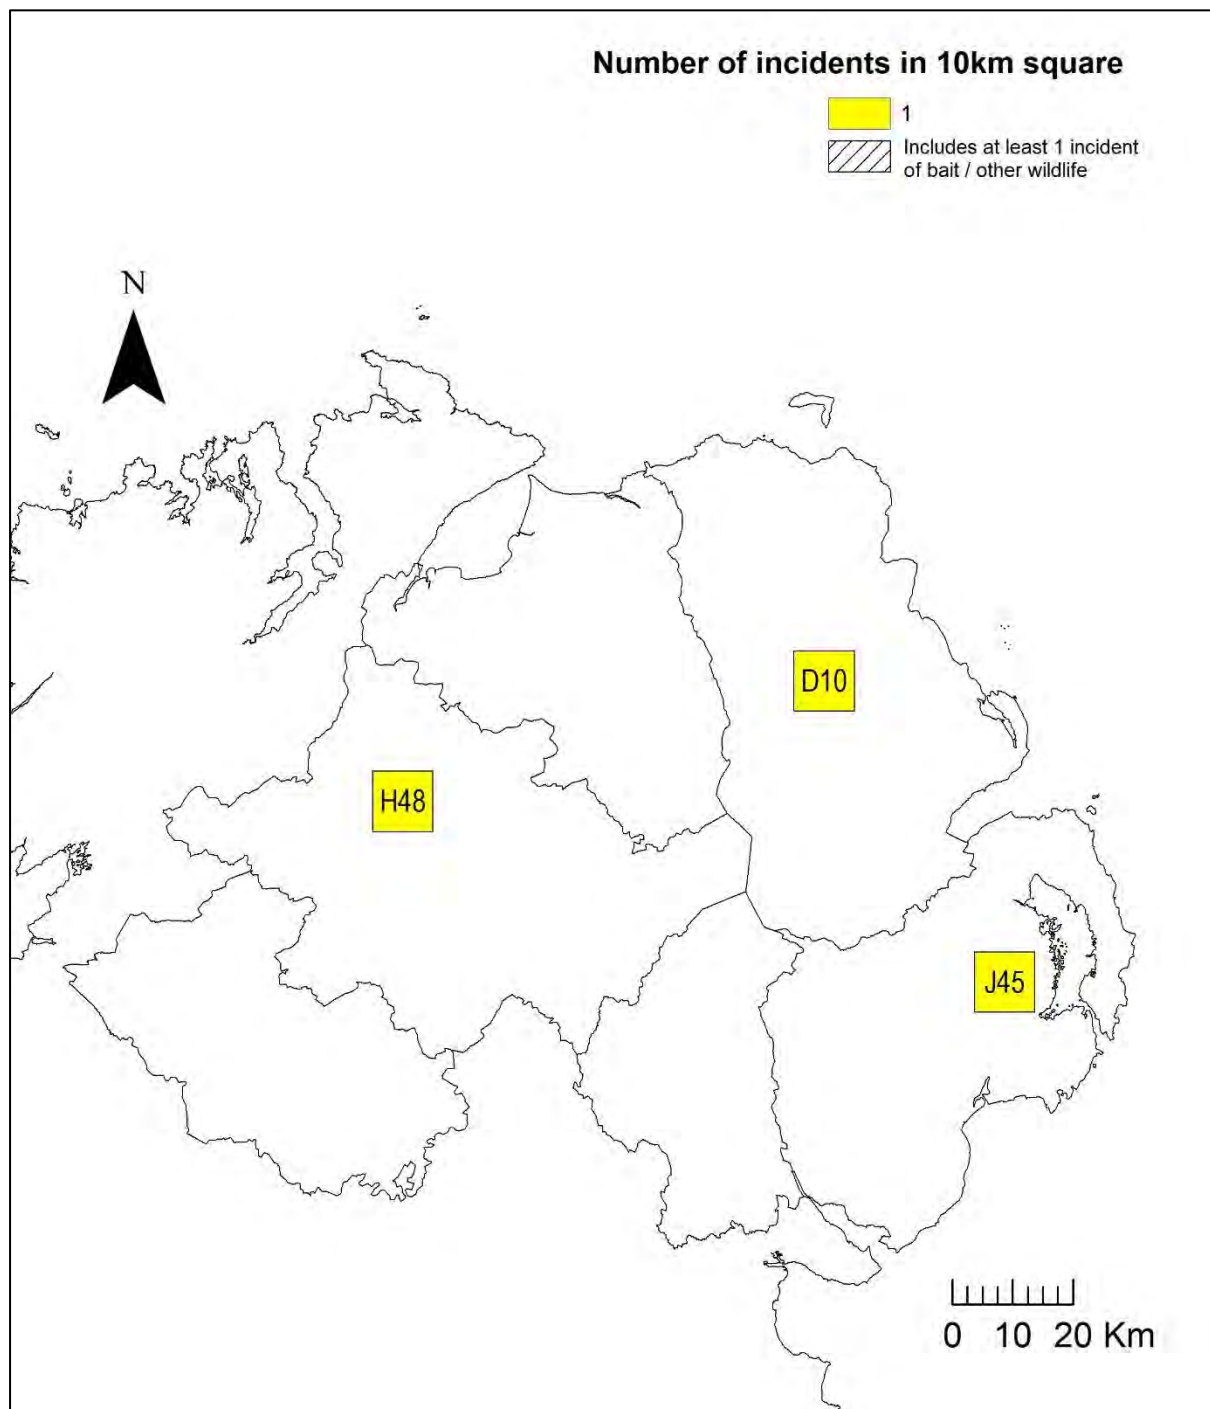 Number of incidents in 10km square
1
Includes at least 1 incident
of bait / other wildlife
N
D10
H48
J45
0 10 20 Km